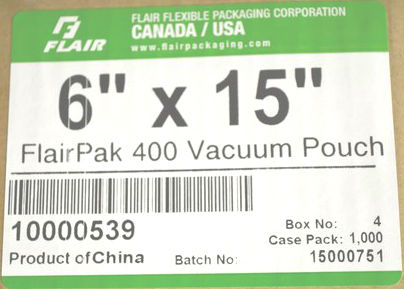 FLAIR
FLAIR FLEXIBLE PACKAGING CORPORATION
CANADA / USA
www.flairpackaging.com
6" x 15"
FlairPak 400 Vacuum Pouch
10000539
Box No: 4
Case Pack: 1,000
Product of China
Batch No: 15000751